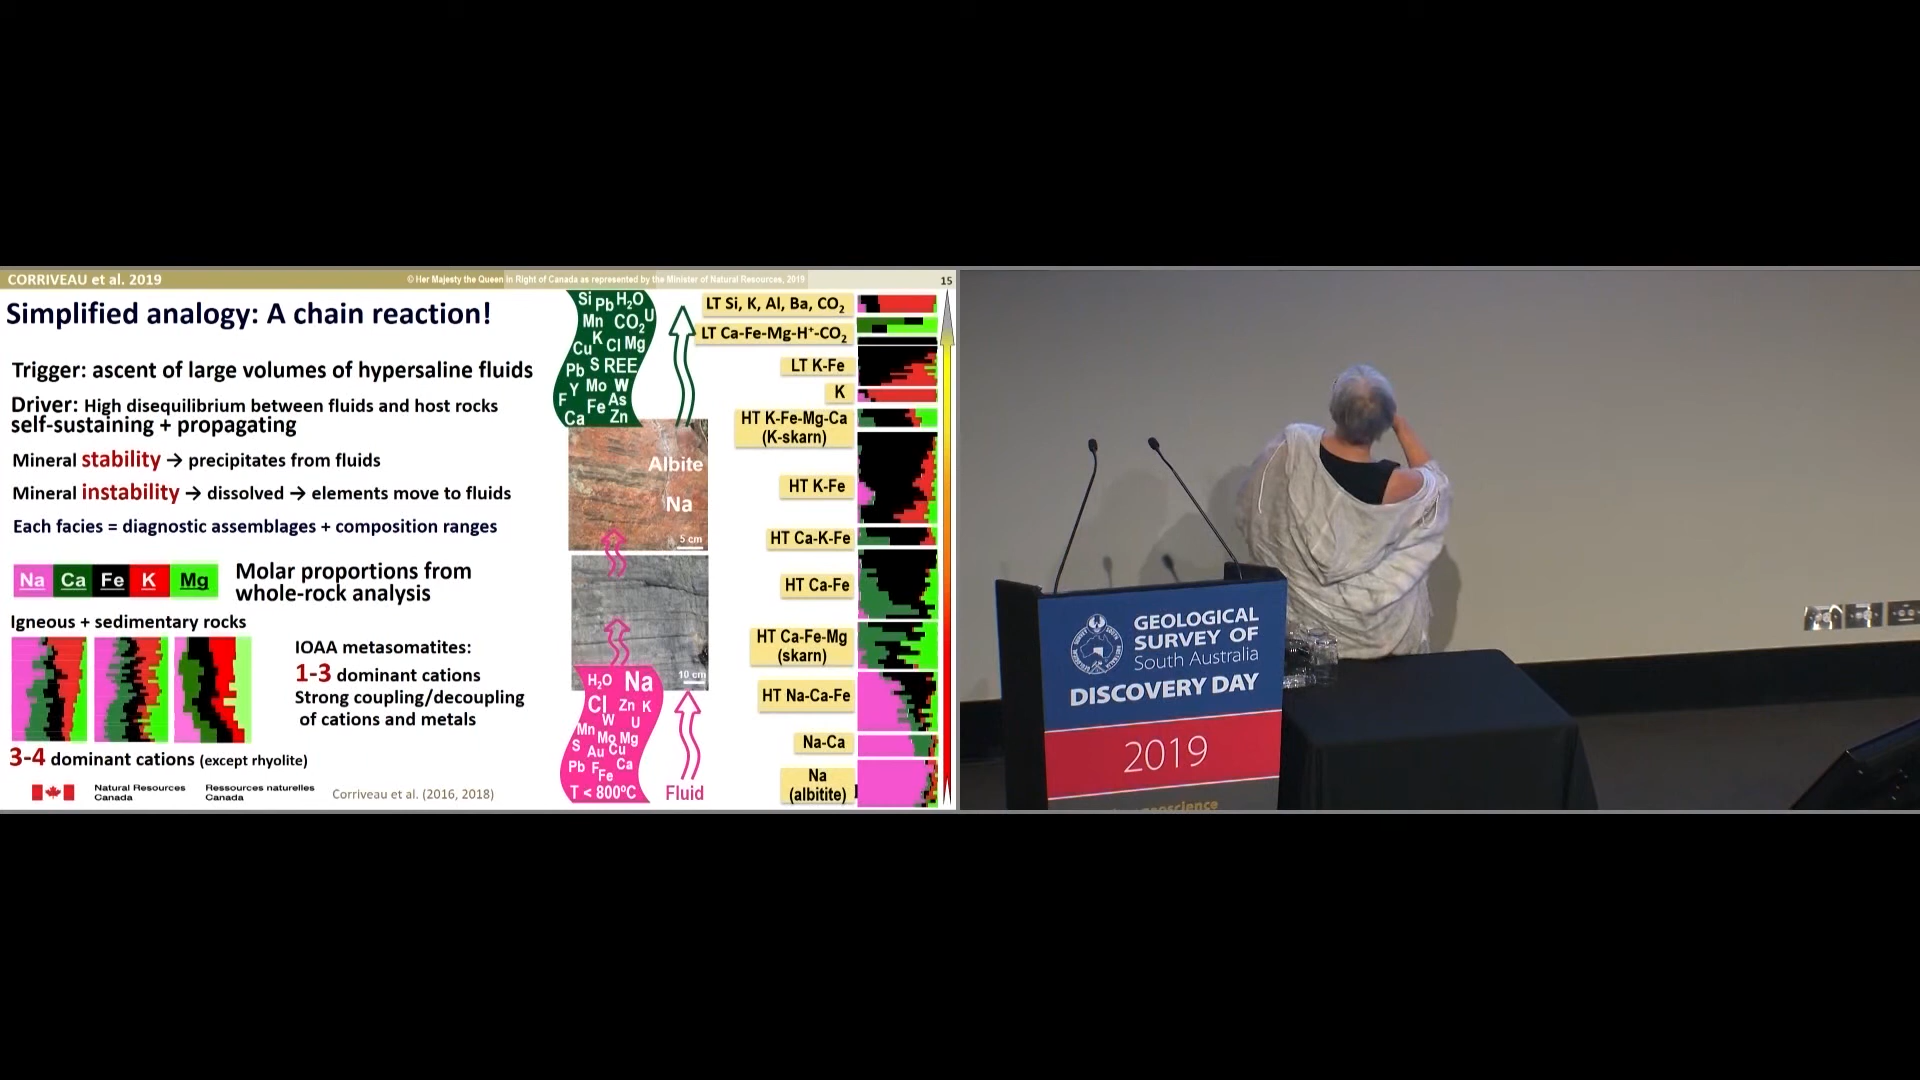 CORRIVEAU et al. 2019
© Her Majesty the Queen in Right of Canada as represented by the Minister of Natural Resources, 2019
15
Simplified analogy: A chain reaction!
Trigger: ascent of large volumes of hypersaline fluids
Driver: High disequilibrium between fluids and host rocks
self-sustaining + propagating
Mineral stability → precipitates from fluids
Mineral instability → dissolved → elements move to fluids
Each facies = diagnostic assemblages + composition ranges
Na Ca Fe K Mg
Molar proportions from
whole-rock analysis
Igneous + sedimentary rocks
IOAA metasomatites:
1-3 dominant cations
Strong coupling/decoupling
of cations and metals
3-4 dominant cations (except rhyolite)
Natural Resources
Canada
Ressources naturelles
Canada
Corriveau et al. (2016, 2018)
Si Pb H₂O
Mn CO₂ U
Cu K Cl Mg
Pb S REE
Y Mo W
F Fe As
Ca Zn
Albite
Na
5 cm
10 cm
H₂O Na
Cl Zn K
W U
Mn Mo Mg
S Au Cu
Pb F Fe Ca
T < 800ºC
Fluid
LT Si, K, Al, Ba, CO₂
LT Ca-Fe-Mg-H⁺-CO₂
LT K-Fe
K
HT K-Fe-Mg-Ca
(K-skarn)
HT K-Fe
HT Ca-K-Fe
HT Ca-Fe
HT Ca-Fe-Mg
(skarn)
HT Na-Ca-Fe
Na-Ca
Na
(albitite)
GEOLOGICAL
SURVEY OF
South Australia
DISCOVERY DAY
2019